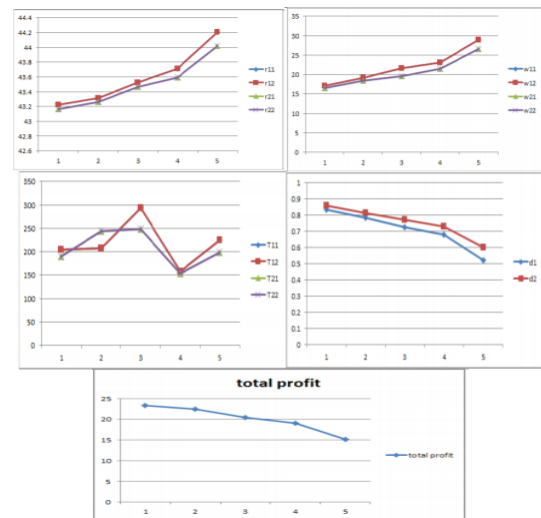 44.4
44.2
44
43.8
43.6
43.4
43.2
43
42.8
42.6
1 2 3 4 5
r11
r12
r21
r22
35
30
25
20
15
10
5
0
1 2 3 4 5
w11
w12
w21
w22
350
300
250
200
150
100
50
0
1 2 3 4 5
T11
T12
T21
T22
1
0.9
0.8
0.7
0.6
0.5
0.4
0.3
0.2
0.1
0
1 2 3 4 5
d1
d2
total profit
25
20
15
10
5
0
1 2 3 4 5
total profit